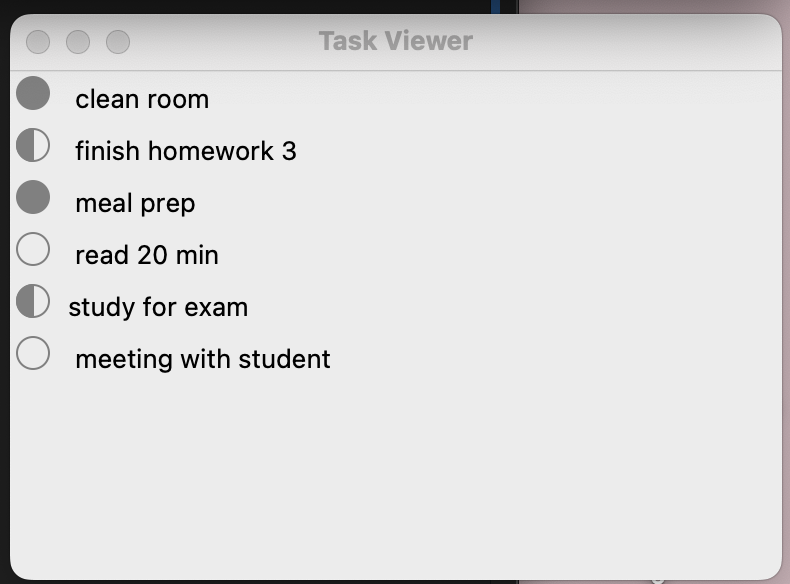 Task Viewer
clean room
finish homework 3
meal prep
read 20 min
study for exam
meeting with student